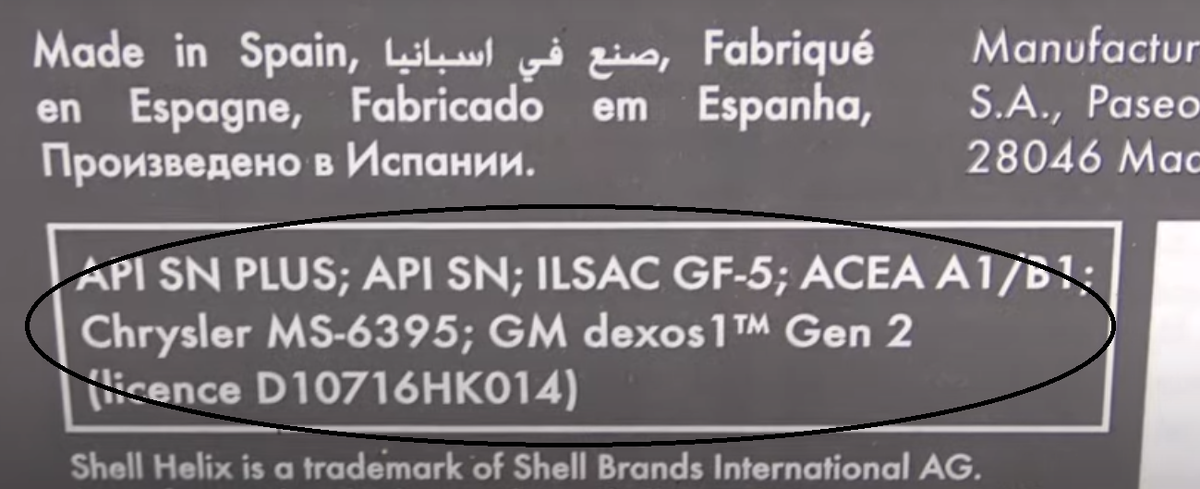 Made in Spain, صنع في اسبانيا, Fabriqué
en Espagne, Fabricado em Espanha,
Произведено в Испании.
Manufactur
S.A., Paseo
28046 Mad
API SN PLUS; API SN; ILSAC GF-5; ACEA A1/B1;
Chrysler MS-6395; GM dexos1™ Gen 2
(licence D10716HK014)
Shell Helix is a trademark of Shell Brands International AG.